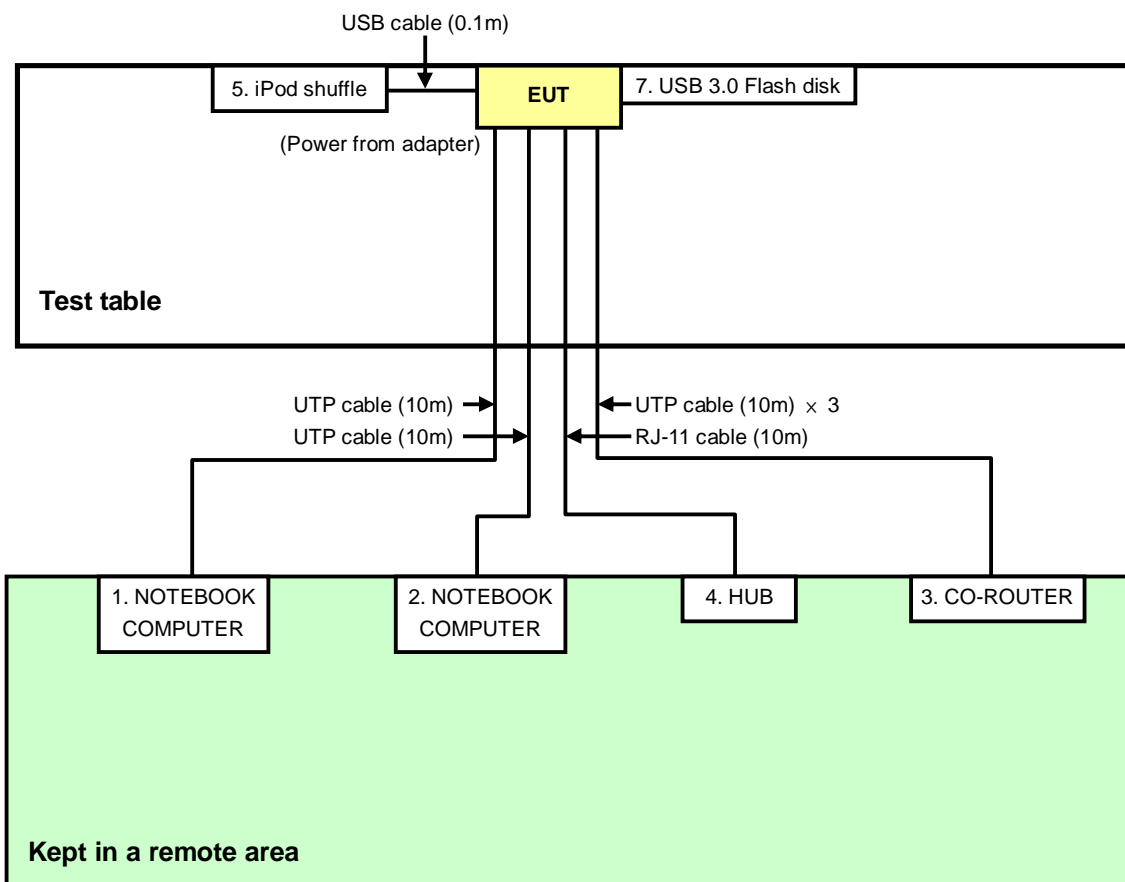 USB cable (0.1m)
5. iPod shuffle
EUT
7. USB 3.0 Flash disk
(Power from adapter)
Test table
UTP cable (10m)
UTP cable (10m) × 3
UTP cable (10m)
RJ-11 cable (10m)
1. NOTEBOOK
COMPUTER
2. NOTEBOOK
COMPUTER
4. HUB
3. CO-ROUTER
Kept in a remote area